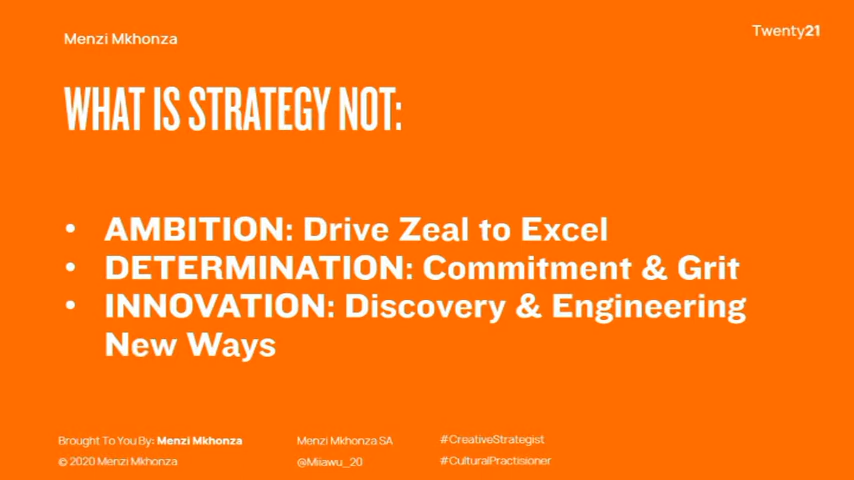 Menzi Mkhonza
Twenty21
WHAT IS STRATEGY NOT:
• AMBITION: Drive Zeal to Excel
• DETERMINATION: Commitment & Grit
• INNOVATION: Discovery & Engineering
New Ways
Brought To You By: Menzi Mkhonza
Menzi Mkhonza SA
#CreativeStrategist
© 2020 Menzi Mkhonza
@Miiawu_20
#CulturalPractisioner